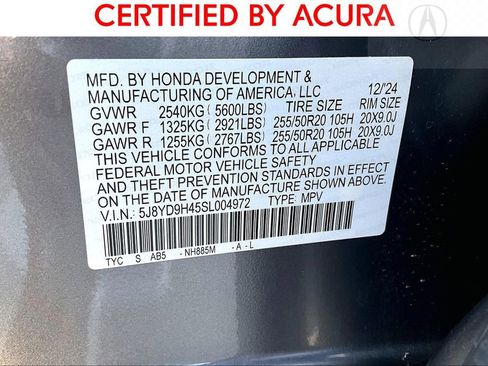 CERTIFIED BY ACURA
MFD. BY HONDA DEVELOPMENT &
MANUFACTURING OF AMERICA, LLC 12/'24
GVWR 2540KG(5600LBS) TIRE SIZE RIM SIZE
GAWR F 1325KG(2921LBS) 255/50R20 105H 20X9.0J
GAWR R 1255KG(2767LBS) 255/50R20 105H 20X9.0J
THIS VEHICLE CONFORMS TO ALL APPLICABLE
FEDERAL MOTOR VEHICLE SAFETY
AND THEFT PREVENTION STANDARDS IN EFFECT
ON THE DATE OF MANUFACTURE SHOWN ABOVE.
V.I.N: 5J8YD9H45SL004972 TYPE: MPV
TYC S AB5 -NH885M -A-L